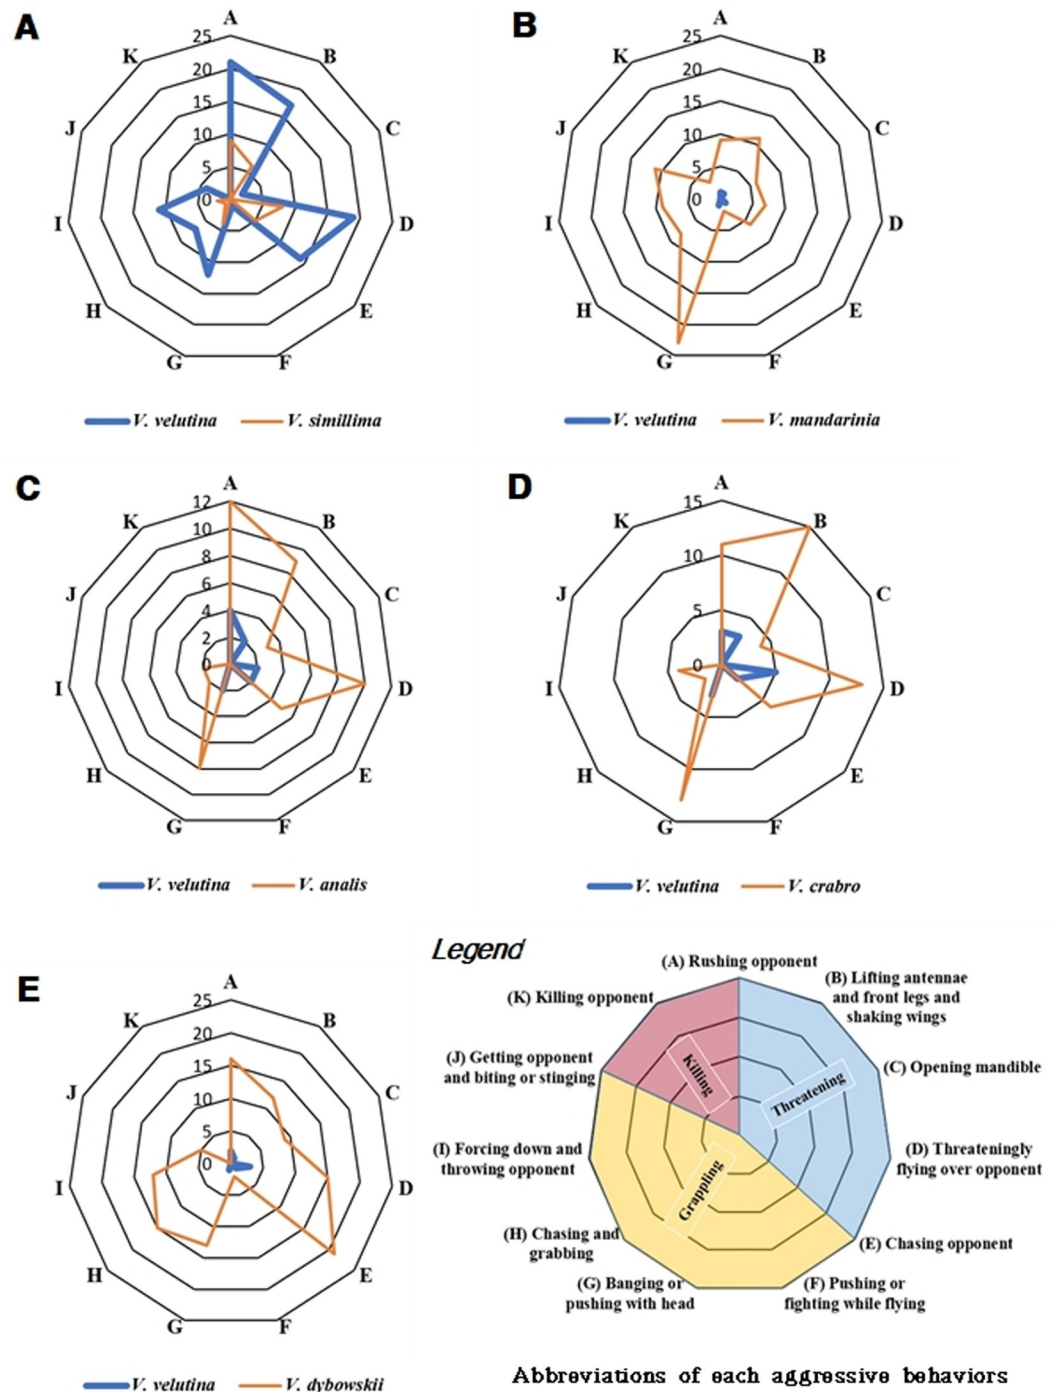 A
A
25
20
15
10
5
0
B
C
D
E
F
G
H
I
J
K
V. velutina
V. simillima
B
A
25
20
15
10
5
0
B
C
D
E
F
G
H
I
J
K
V. velutina
V. mandarinia
C
A
12
10
8
6
4
2
0
B
C
D
E
F
G
H
I
J
K
V. velutina
V. analis
D
A
15
10
5
0
B
C
D
E
F
G
H
I
J
K
V. velutina
V. crabro
E
A
25
20
15
10
5
0
B
C
D
E
F
G
H
I
J
K
V. velutina
V. dybowskii
Legend
(A) Rushing opponent
(B) Lifting antennae
and front legs and
shaking wings
(C) Opening mandible
(D) Threateningly
flying over opponent
(E) Chasing opponent
(F) Pushing or
fighting while flying
(G) Banging or
pushing with head
(H) Chasing and
grabbing
(I) Forcing down and
throwing opponent
(J) Getting opponent
and biting or stinging
(K) Killing opponent
Killing
Threatening
Grappling
Abbreviations of each aggressive behaviors